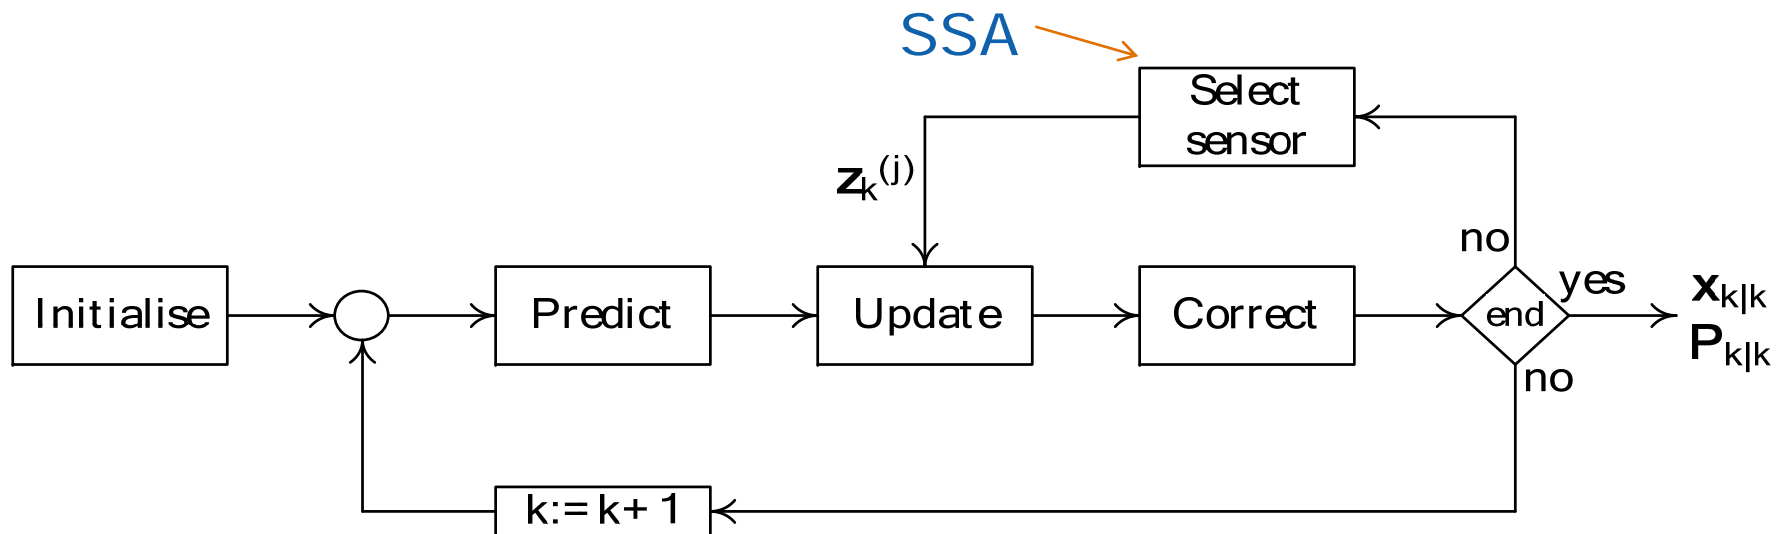 SSA
Select
sensor
zₖ⁽ʲ⁾
no
Initialise
Predict
Update
Correct
end
yes
xₖ|ₖ
Pₖ|ₖ
no
k:=k+1